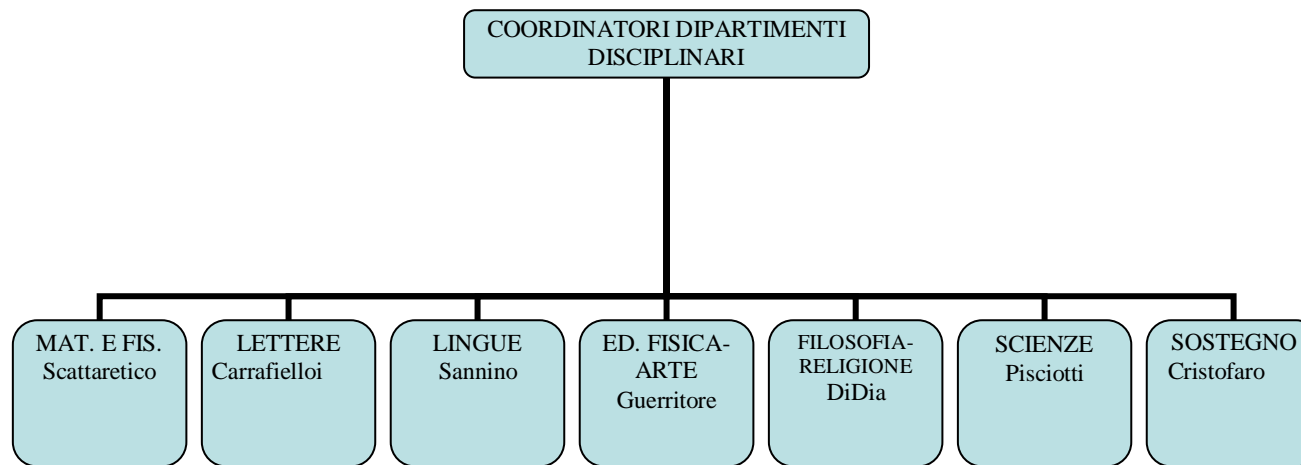 COORDINATORI DIPARTIMENTI
DISCIPLINARI
MAT. E FIS.
Scattaretico
LETTERE
Carrafielloi
LINGUE
Sannino
ED. FISICA-
ARTE
Guerritore
FILOSOFIA-
RELIGIONE
DiDia
SCIENZE
Pisciotti
SOSTEGNO
Cristofaro